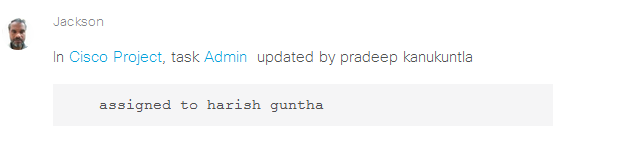 Jackson
In Cisco Project, task Admin updated by pradeep kanukuntla
assigned to harish guntha